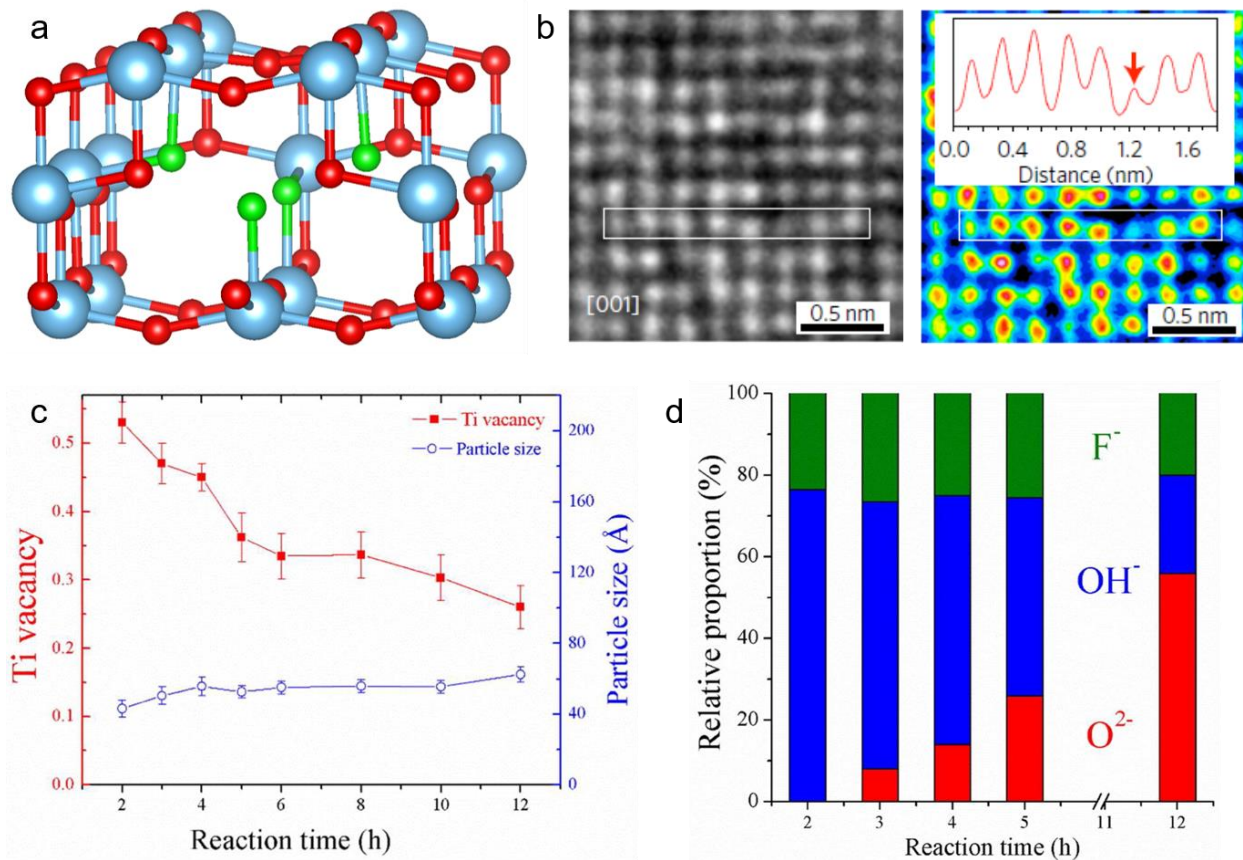 a
b
0.0 0.4 0.8 1.2 1.6
Distance (nm)
[001]
0.5 nm
0.5 nm
c
Ti vacancy
Particle size
0.5
0.4
0.3
0.2
0.1
0.0
200
160
120
80
40
0
Ti vacancy
Particle size (Å)
2 4 6 8 10 12
Reaction time (h)
d
100
80
60
40
20
0
Relative proportion (%)
F⁻
OH⁻
O²⁻
2 3 4 5 11 12
Reaction time (h)